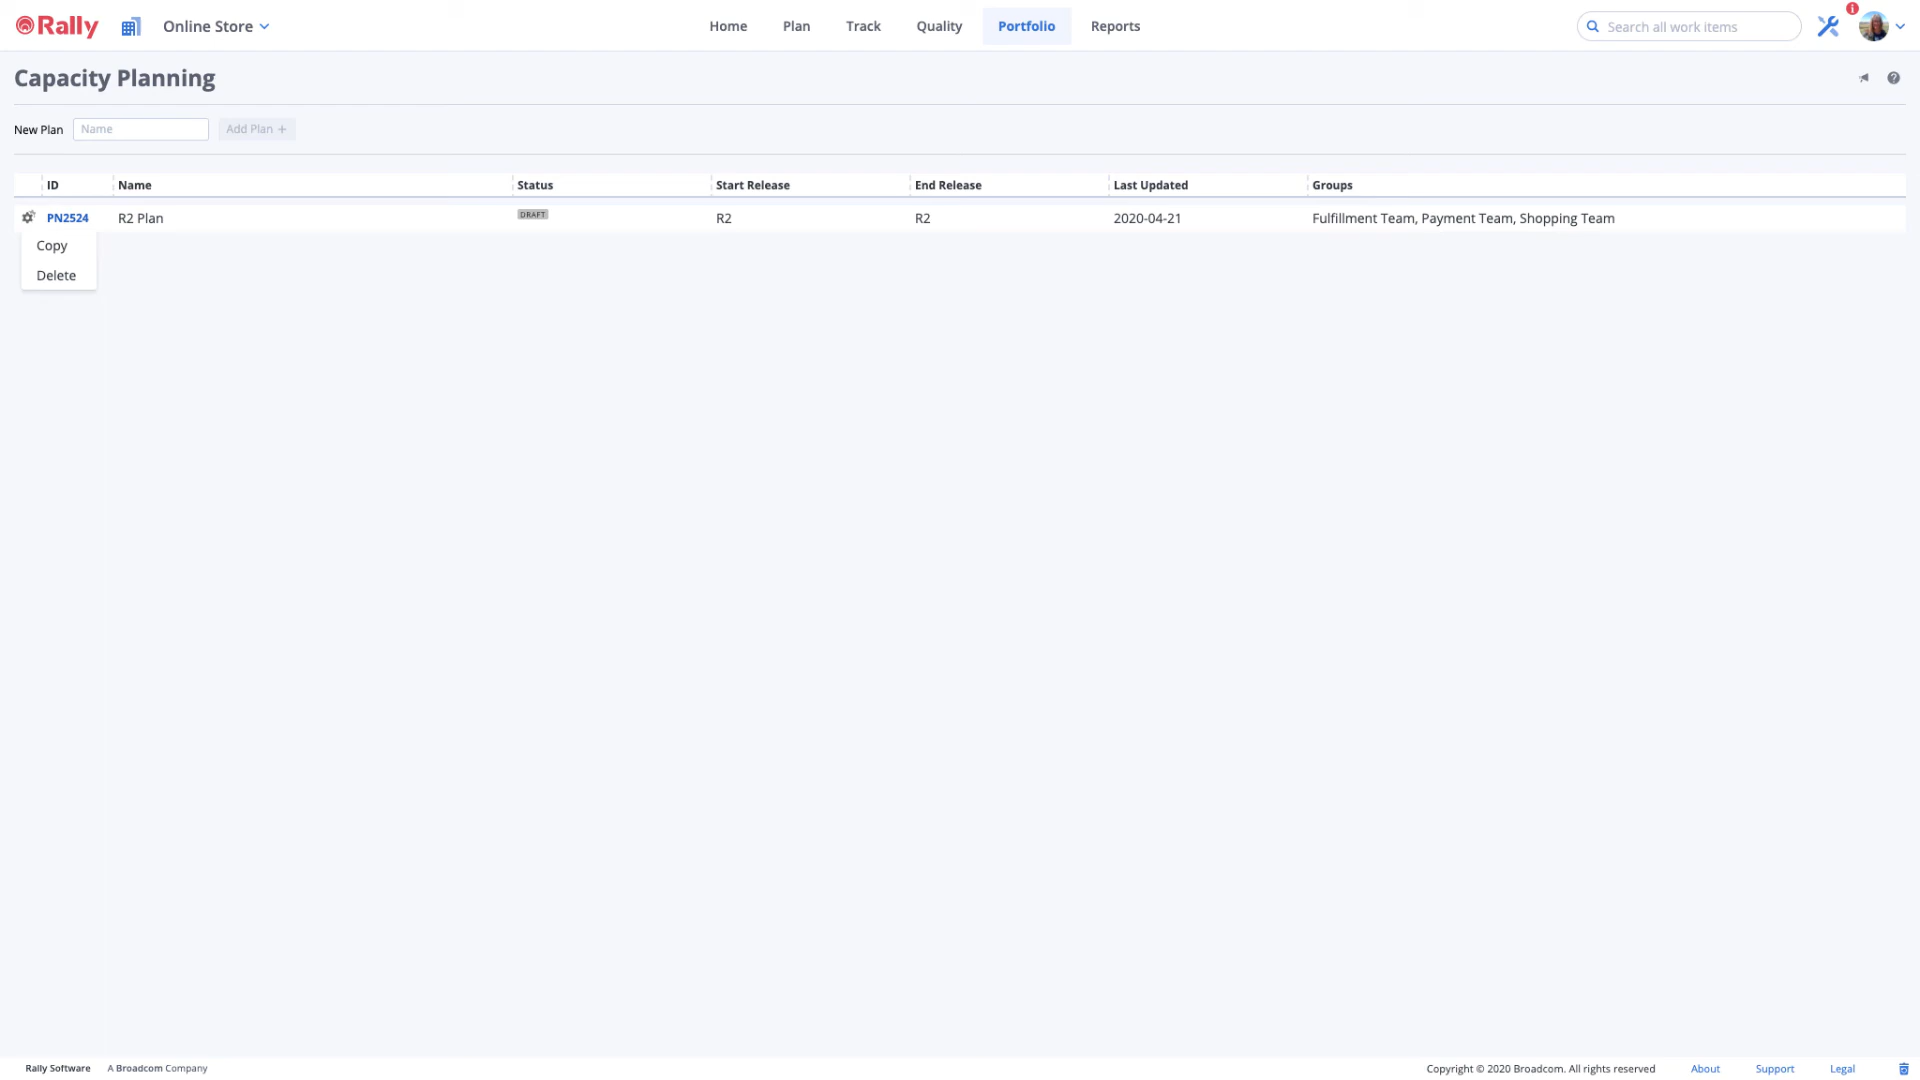 Rally Online Store Home Plan Track Quality Portfolio Reports Search all work items
Capacity Planning
New Plan Name Add Plan +
ID Name Status Start Release End Release Last Updated Groups
PN2524 R2 Plan DRAFT R2 R2 2020-04-21 Fulfillment Team, Payment Team, Shopping Team
Copy
Delete
Rally Software A Broadcom Company Copyright © 2020 Broadcom. All rights reserved About Support Legal